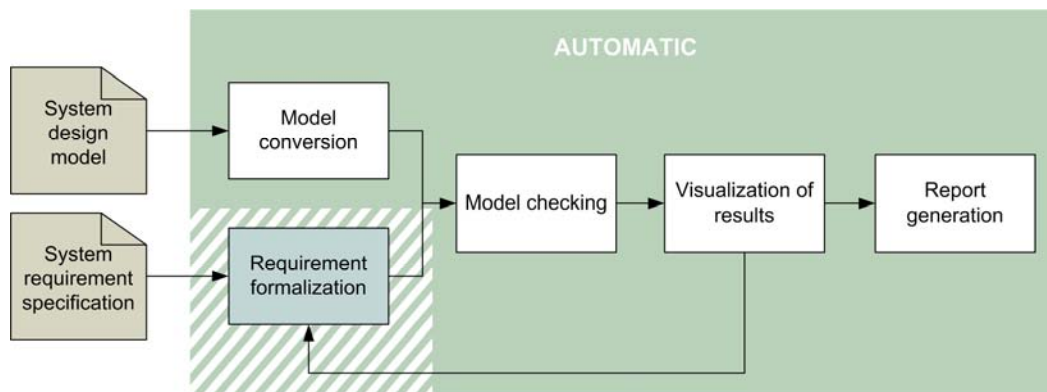 AUTOMATIC
System
design
model
Model
conversion
Model checking
Visualization of
results
Report
generation
System
requirement
specification
Requirement
formalization